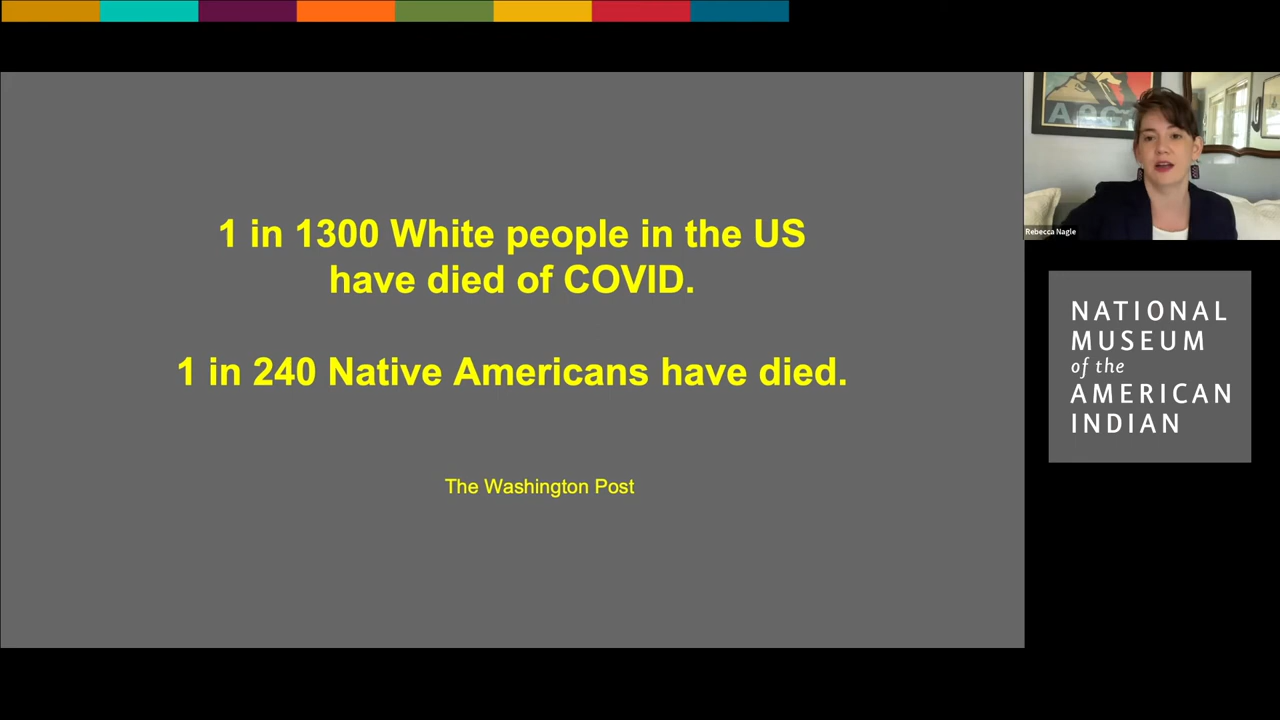 1 in 1300 White people in the US
have died of COVID.
1 in 240 Native Americans have died.
The Washington Post
Rebecca Nagle
NATIONAL
MUSEUM
of the
AMERICAN
INDIAN